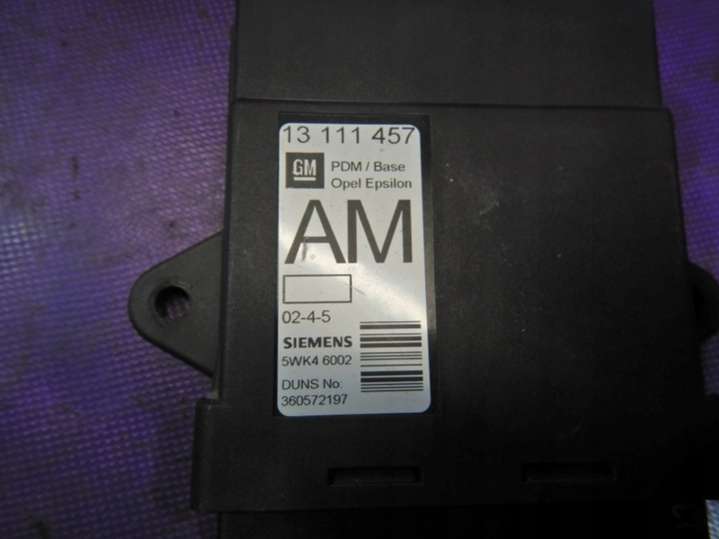 13 111 457
GM
PDM / Base
Opel Epsilon
AM
02-4-5
SIEMENS
5WK4 6002
DUNS No:
360572197